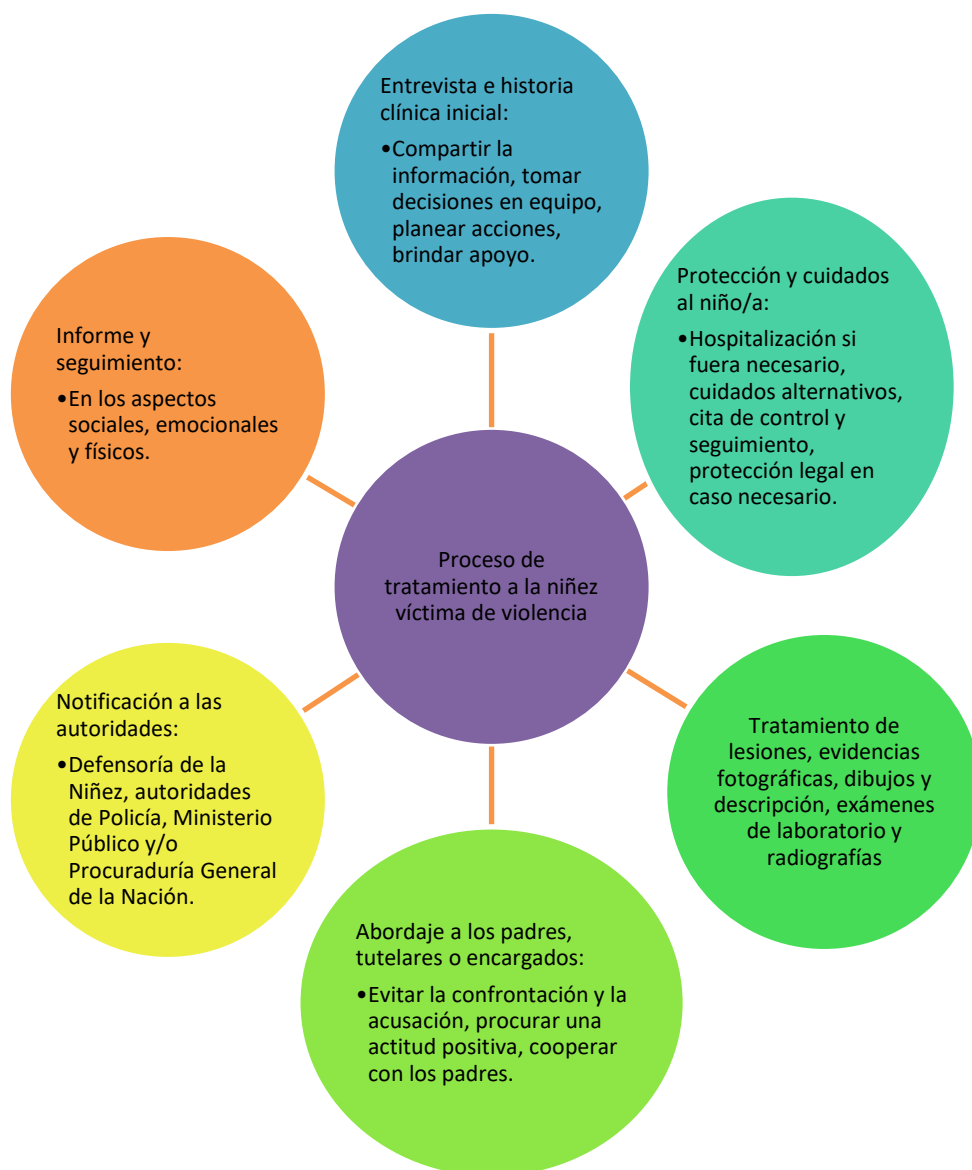 Entrevista e historia
clínica inicial:
•Compartir la
información, tomar
decisiones en equipo,
planear acciones,
brindar apoyo.
Protección y cuidados
al niño/a:
•Hospitalización si
fuera necesario,
cuidados alternativos,
cita de control y
seguimiento,
protección legal en
caso necesario.
Tratamiento de
lesiones, evidencias
fotográficas, dibujos y
descripción, exámenes
de laboratorio y
radiografías
Abordaje a los padres,
tutelares o encargados:
•Evitar la confrontación y la
acusación, procurar una
actitud positiva, cooperar
con los padres.
Notificación a las
autoridades:
•Defensoría de la
Niñez, autoridades
de Policía, Ministerio
Público y/o
Procuraduría General
de la Nación.
Informe y
seguimiento:
•En los aspectos
sociales, emocionales
y físicos.
Proceso de
tratamiento a la niñez
víctima de violencia